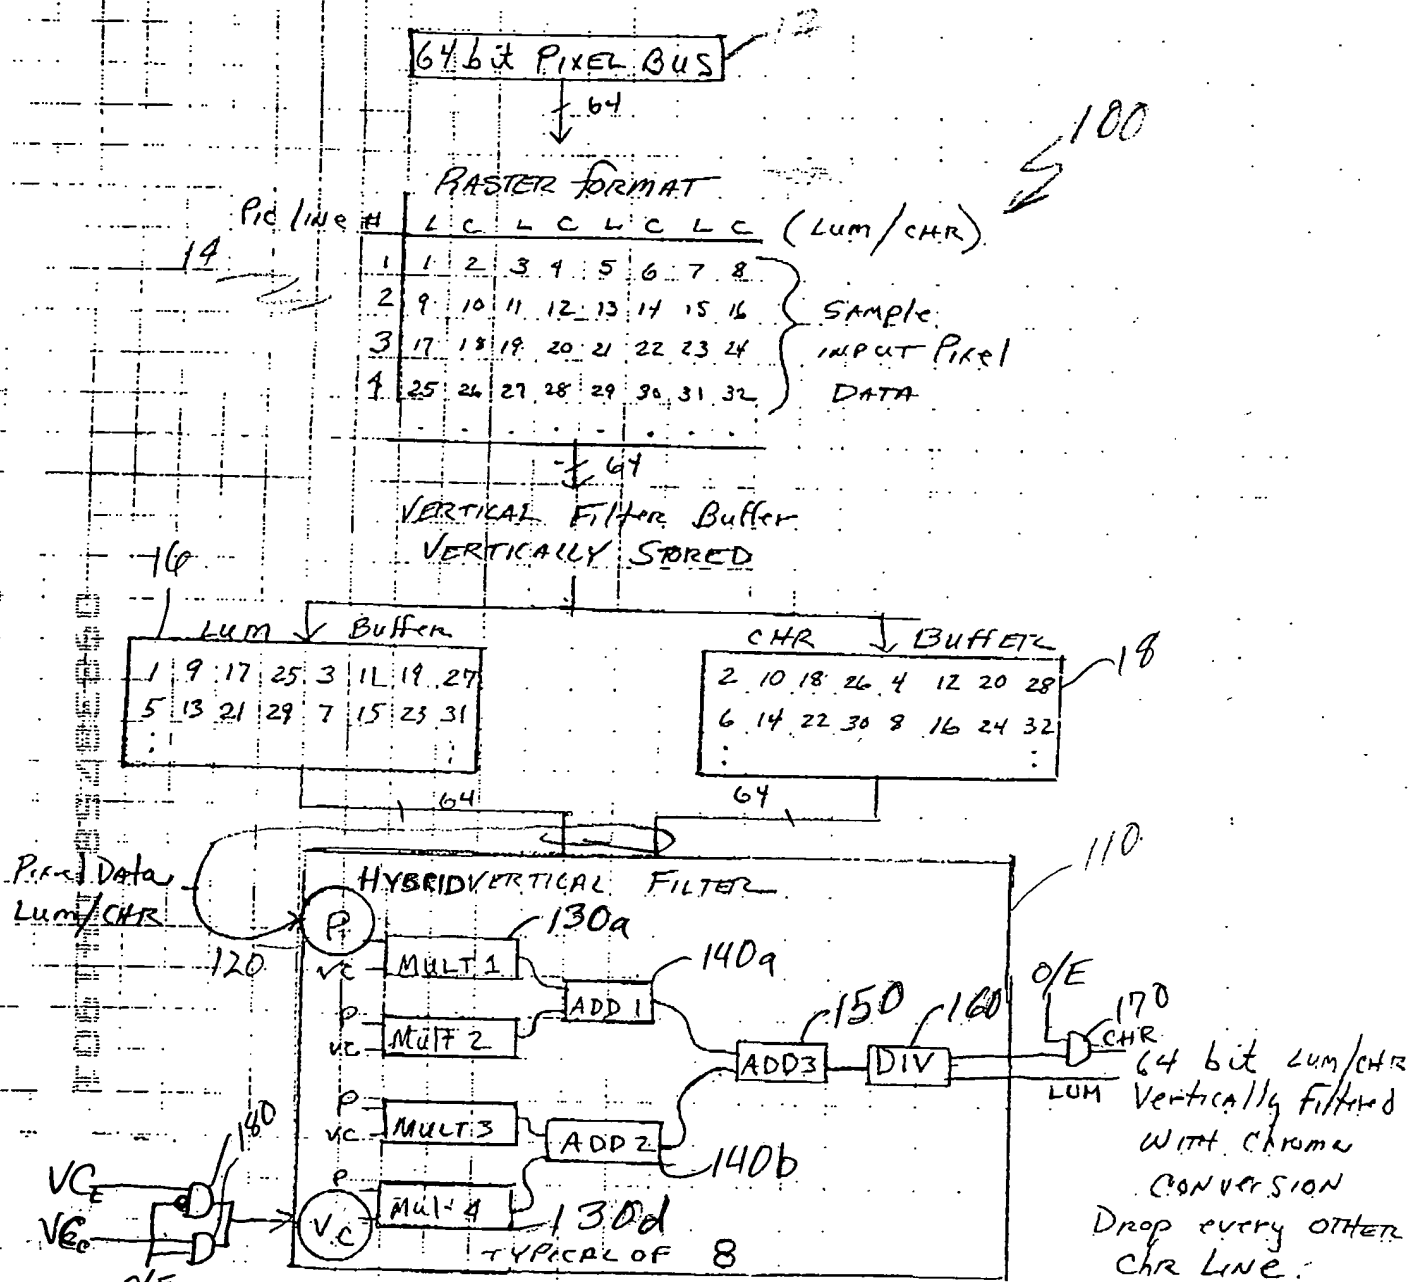 12
64 bit PIXEL BUS
64
100
RASTER FORMAT
Pic line # L C L C L C L C (LUM/CHR)
14
1 1 2 3 4 5 6 7 8
2 9 10 11 12 13 14 15 16
3 17 18 19 20 21 22 23 24
4 25 26 27 28 29 30 31 32
SAMPLE
INPUT Pixel
DATA
64
VERTICAL Filter Buffer
VERTICALLY STORED
16
LUM Buffer
1 9 17 25 3 11 19 27
5 13 21 29 7 15 23 31
CHR BUFFER
18
2 10 18 26 4 12 20 28
6 14 22 30 8 16 24 32
64
64
110
Pixel Data
Lum/CHR
120
HYBRID VERTICAL FILTER
P
VC
MULT 1
130a
P
VC
Mult 2
ADD 1
140a
P
VC
MULT 3
P
Mult 4
130d
VC
ADD 2
140b
ADD3
150
DIV
160
O/E
170
CHR
LUM
64 bit LUM/CHR
Vertically Filtered
WITH Chroma
CONVERSION
Drop every OTHER
Chr LINE.
180
VCE
O/E
TYPICAL OF 8